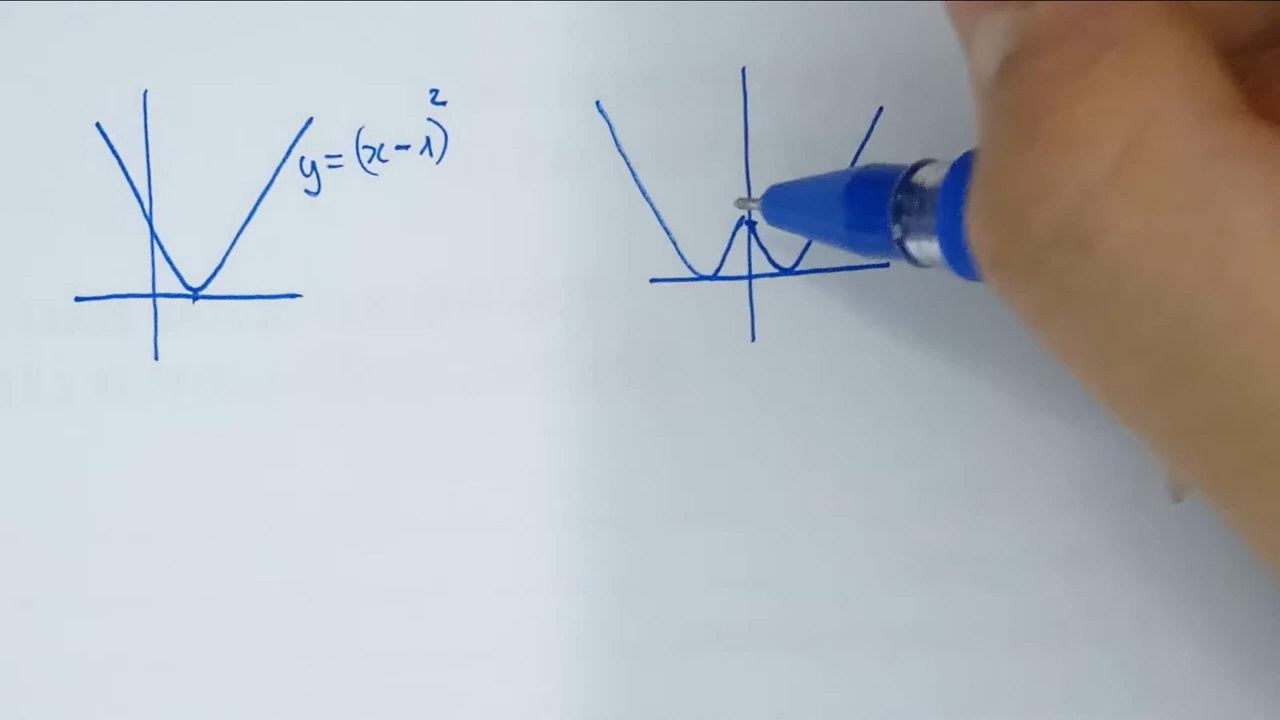 y = (x - 1)²